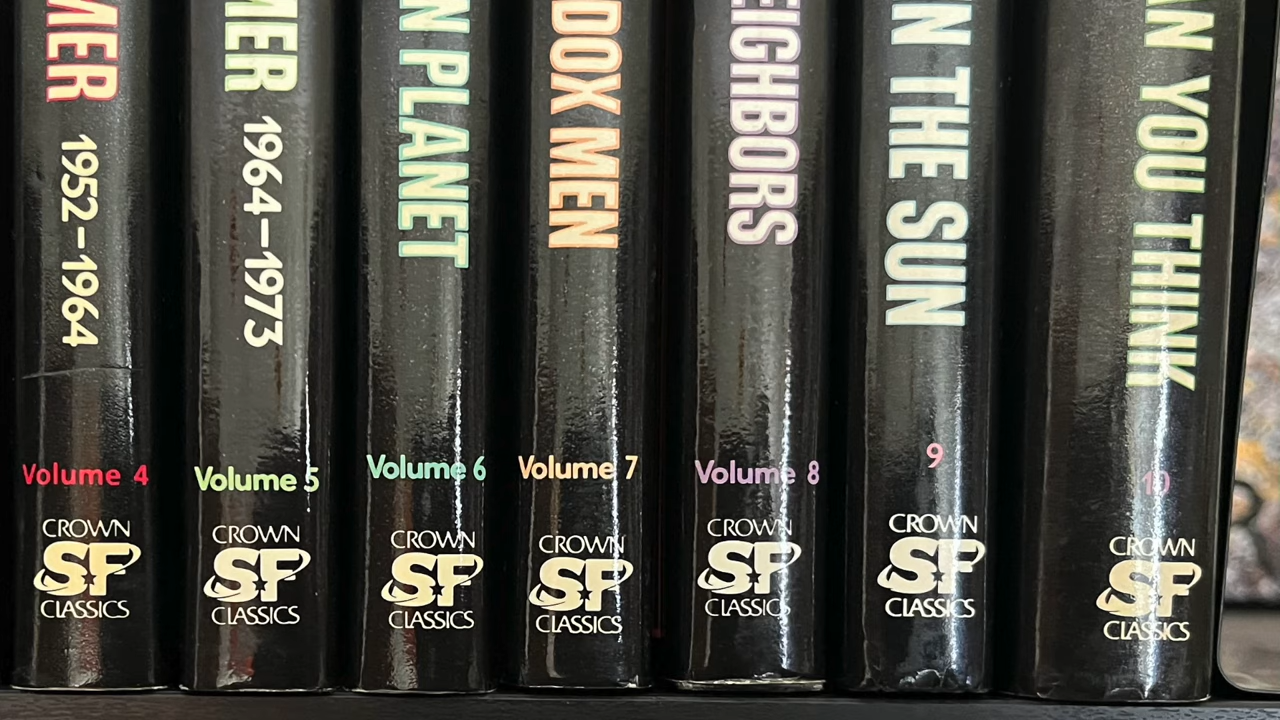 MER 1952–1964
Volume 4
CROWN
SF
CLASSICS
MER 1964–1973
Volume 5
CROWN
SF
CLASSICS
N PLANET
Volume 6
CROWN
SF
CLASSICS
DOX MEN
Volume 7
CROWN
SF
CLASSICS
EIGHBORS
Volume 8
CROWN
SF
CLASSICS
N THE SUN
9
CROWN
SF
CLASSICS
AN YOU THINK
10
CROWN
SF
CLASSICS